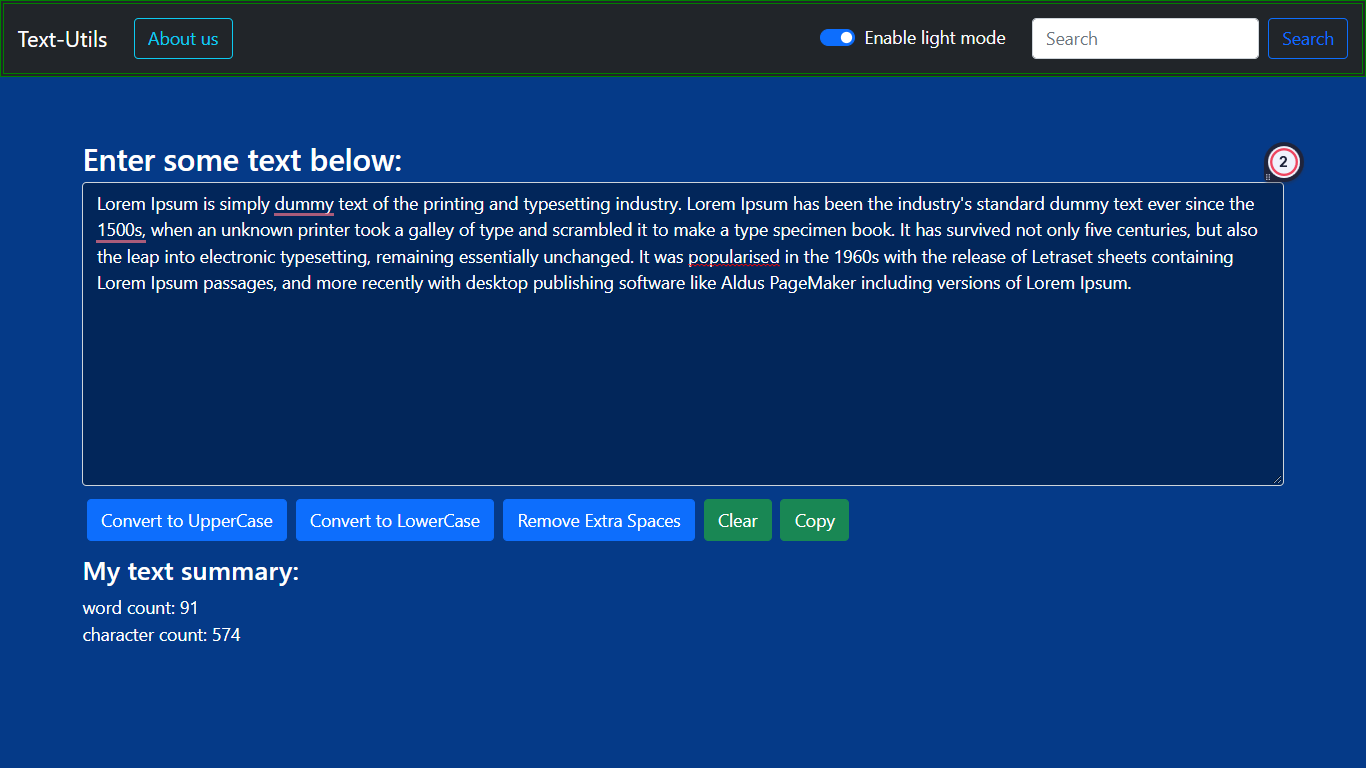 Text-Utils About us Enable light mode Search Search
Enter some text below:
2
Lorem Ipsum is simply dummy text of the printing and typesetting industry. Lorem Ipsum has been the industry's standard dummy text ever since the
1500s, when an unknown printer took a galley of type and scrambled it to make a type specimen book. It has survived not only five centuries, but also
the leap into electronic typesetting, remaining essentially unchanged. It was popularised in the 1960s with the release of Letraset sheets containing
Lorem Ipsum passages, and more recently with desktop publishing software like Aldus PageMaker including versions of Lorem Ipsum.
Convert to UpperCase Convert to LowerCase Remove Extra Spaces Clear Copy
My text summary:
word count: 91
character count: 574